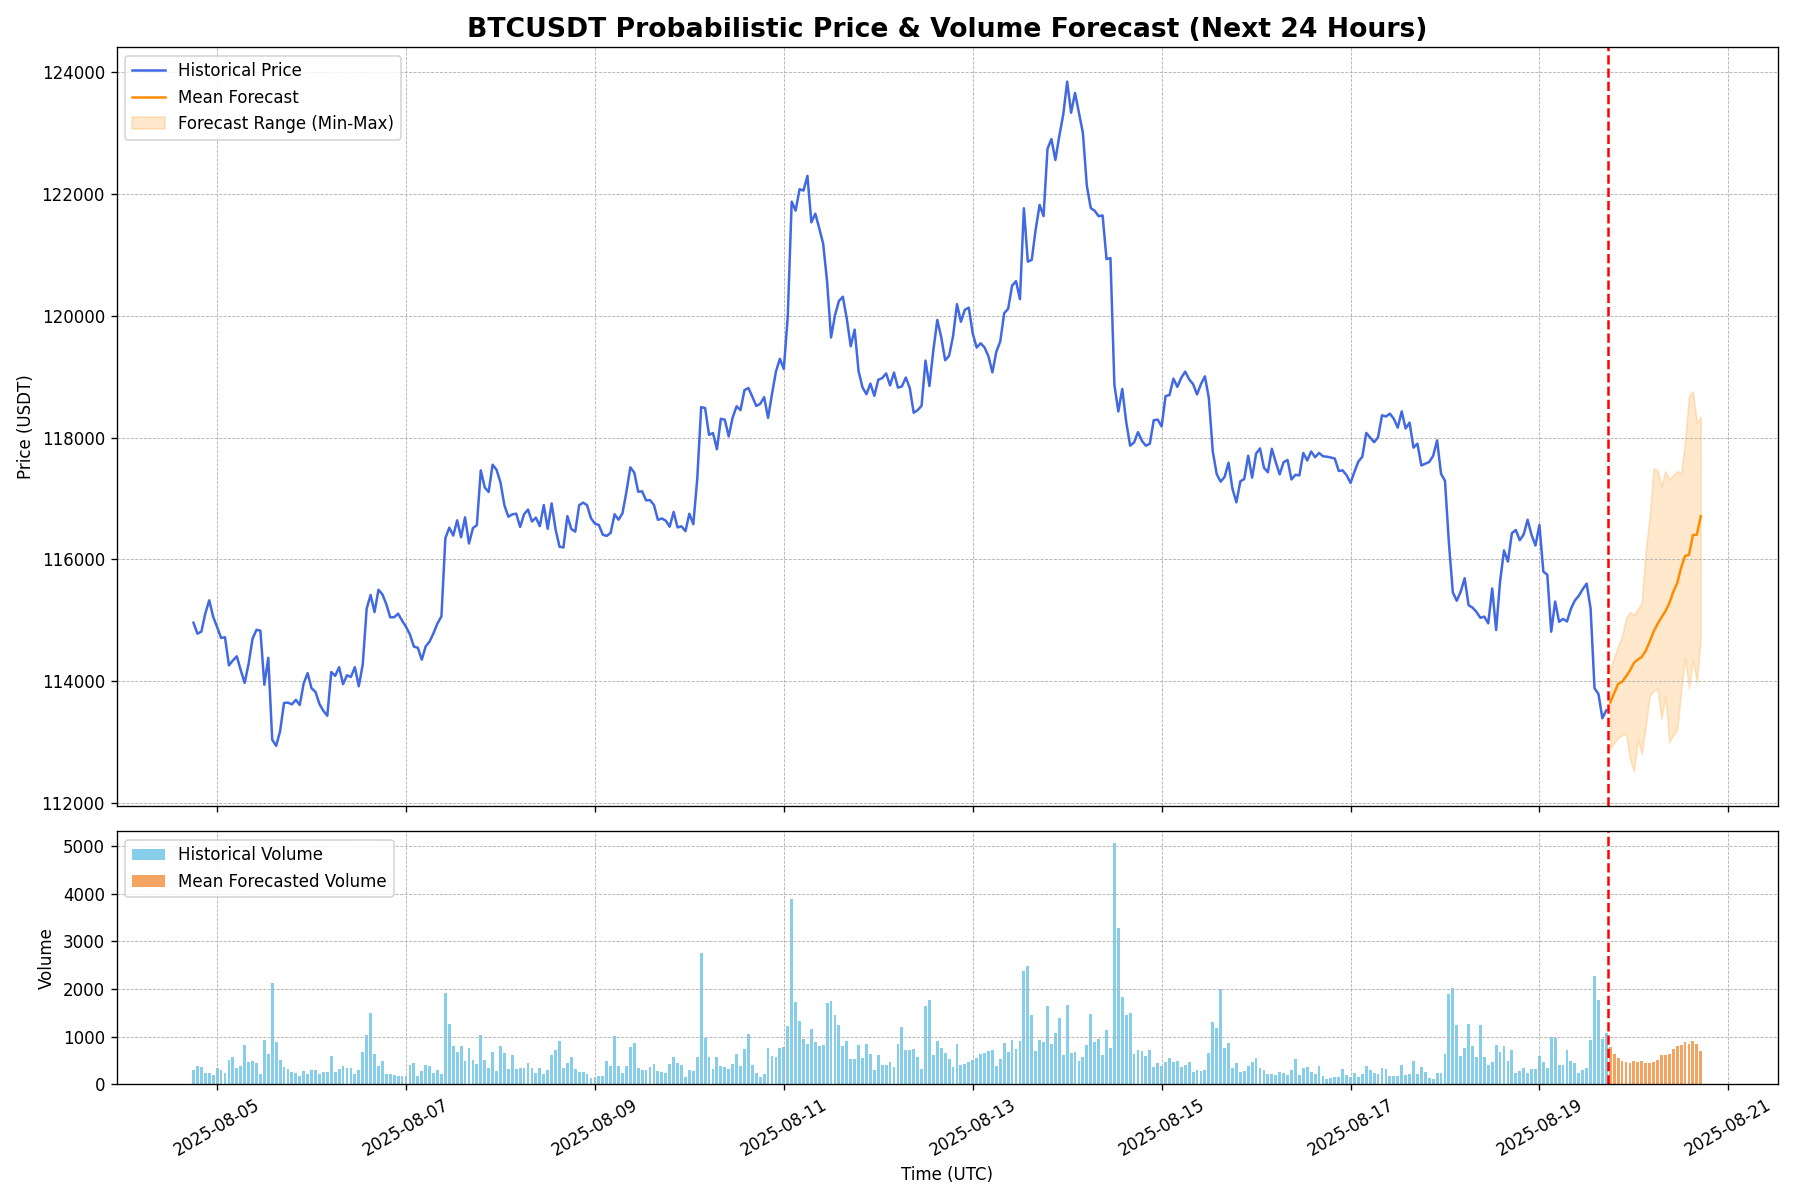 BTCUSDT Probabilistic Price & Volume Forecast (Next 24 Hours)
Historical Price
Mean Forecast
Forecast Range (Min-Max)
124000
122000
120000
118000
116000
114000
112000
Price (USDT)
Historical Volume
Mean Forecasted Volume
5000
4000
3000
2000
1000
0
Volume
2025-08-05
2025-08-07
2025-08-09
2025-08-11
2025-08-13
2025-08-15
2025-08-17
2025-08-19
2025-08-21
Time (UTC)